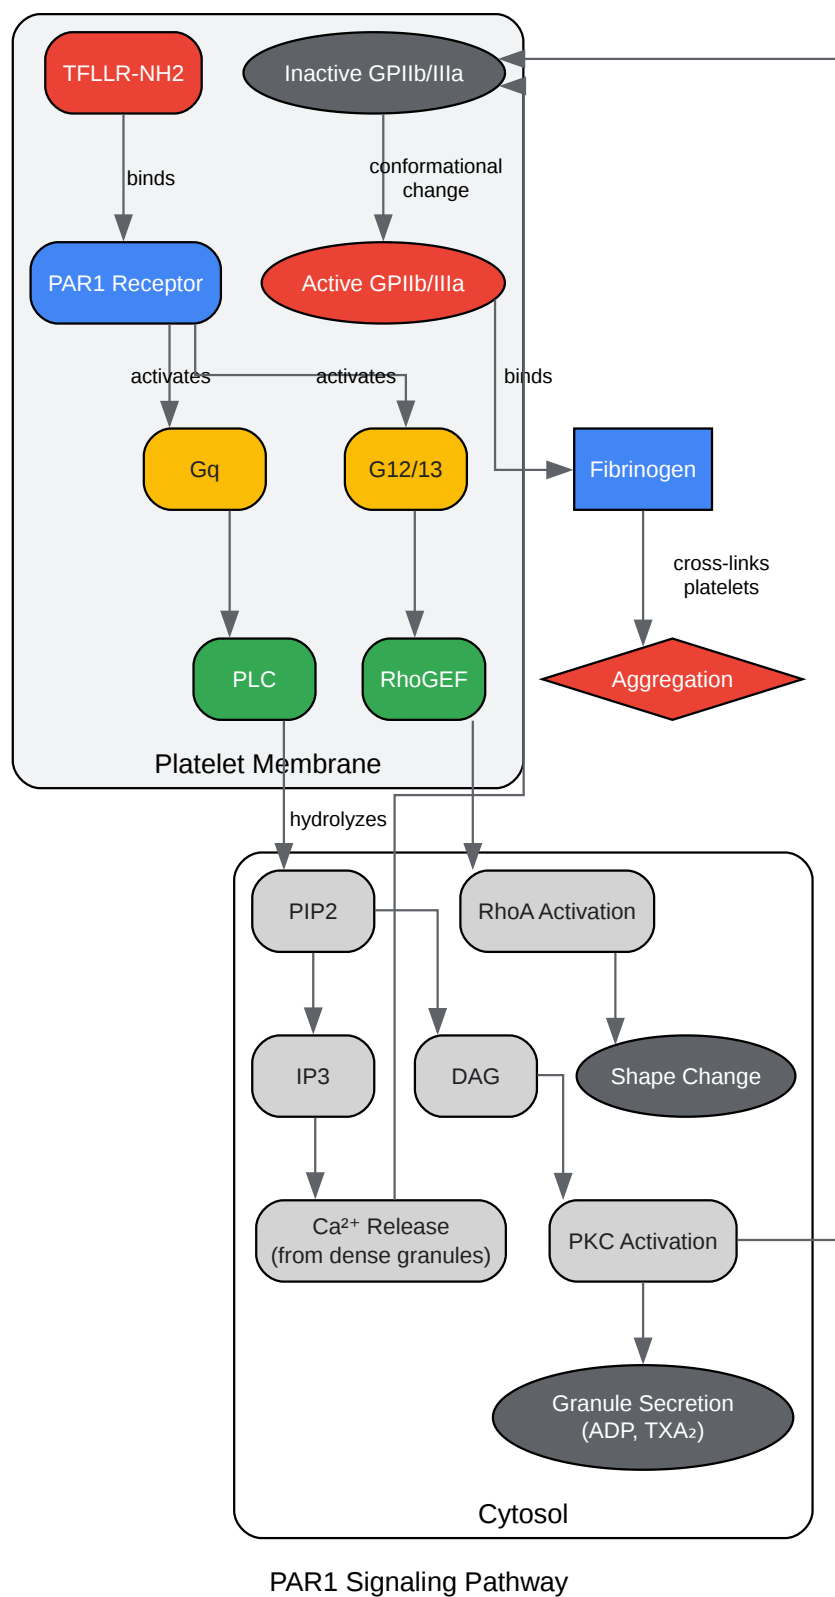 TFLLR-NH2
Inactive GPIIb/IIIa
binds
conformational
change
PAR1 Receptor
Active GPIIb/IIIa
activates
activates
binds
Gq
G12/13
Fibrinogen
cross-links
platelets
PLC
RhoGEF
Aggregation
Platelet Membrane
hydrolyzes
PIP2
RhoA Activation
IP3
DAG
Shape Change
Ca²⁺ Release
(from dense granules)
PKC Activation
Granule Secretion
(ADP, TXA₂)
Cytosol
PAR1 Signaling Pathway